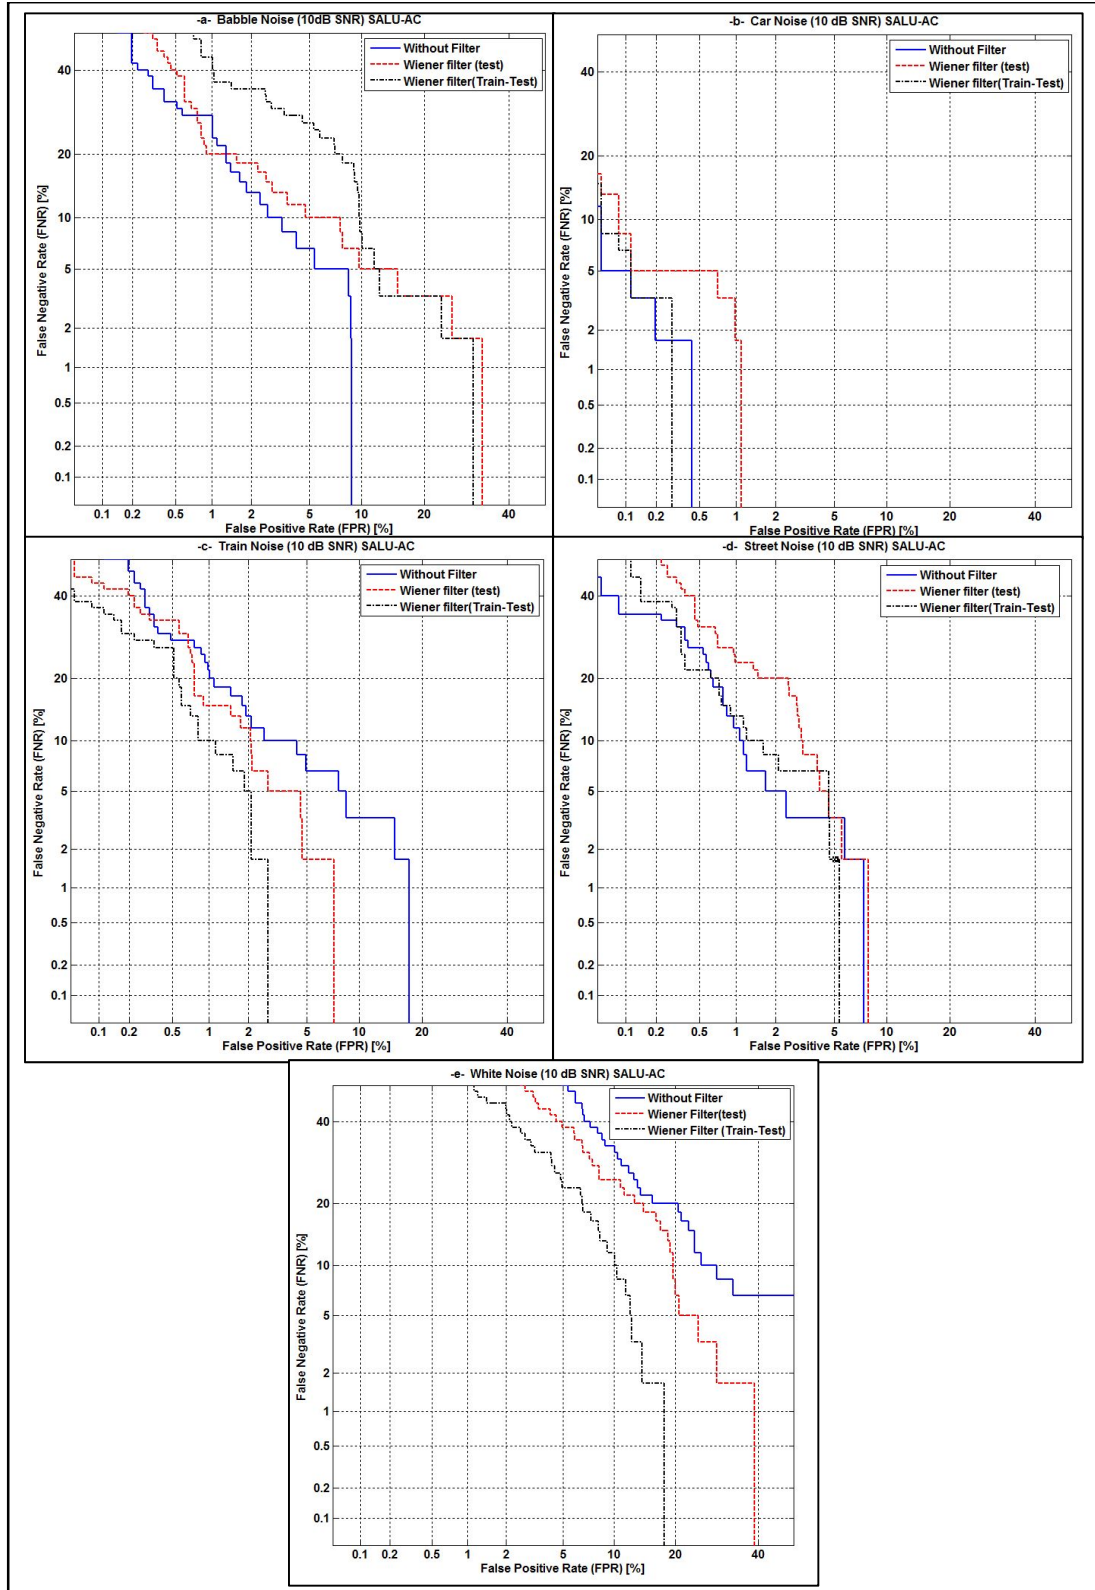 -a- Babble Noise (10dB SNR) SALU-AC
Without Filter
Wiener filter (test)
Wiener filter(Train-Test)
False Negative Rate (FNR) [%]
40
20
10
5
2
1
0.5
0.2
0.1
0.1 0.2 0.5 1 2 5 10 20 40
False Positive Rate (FPR) [%]
-b- Car Noise (10 dB SNR) SALU-AC
Without Filter
Wiener filter (test)
Wiener filter(Train-Test)
False Negative Rate (FNR) [%]
40
20
10
5
2
1
0.5
0.2
0.1
0.1 0.2 0.5 1 2 5 10 20 40
False Positive Rate (FPR) [%]
-c- Train Noise (10 dB SNR) SALU-AC
Without Filter
Wiener filter (test)
Wiener filter(Train-Test)
False Negative Rate (FNR) [%]
40
20
10
5
2
1
0.5
0.2
0.1
0.1 0.2 0.5 1 2 5 10 20 40
False Positive Rate (FPR) [%]
-d- Street Noise (10 dB SNR) SALU-AC
Without Filter
Wiener filter (test)
Wiener filter(Train-Test)
False Negative Rate (FNR) [%]
40
20
10
5
2
1
0.5
0.2
0.1
0.1 0.2 0.5 1 2 5 10 20 40
False Positive Rate (FPR) [%]
-e- White Noise (10 dB SNR) SALU-AC
Without Filter
Wiener Filter(test)
Wiener Filter (Train-Test)
False Negative Rate (FNR) [%]
40
20
10
5
2
1
0.5
0.2
0.1
0.1 0.2 0.5 1 2 5 10 20 40
False Positive Rate (FPR) [%]